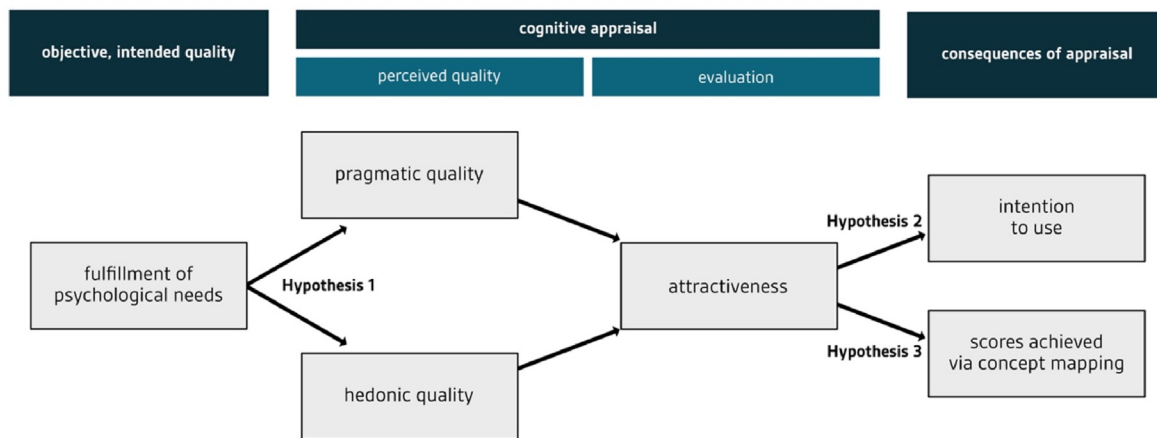 objective, intended quality
cognitive appraisal
perceived quality
evaluation
consequences of appraisal
pragmatic quality
fulfillment of
psychological needs
Hypothesis 1
hedonic quality
attractiveness
Hypothesis 2
intention
to use
Hypothesis 3
scores achieved
via concept mapping